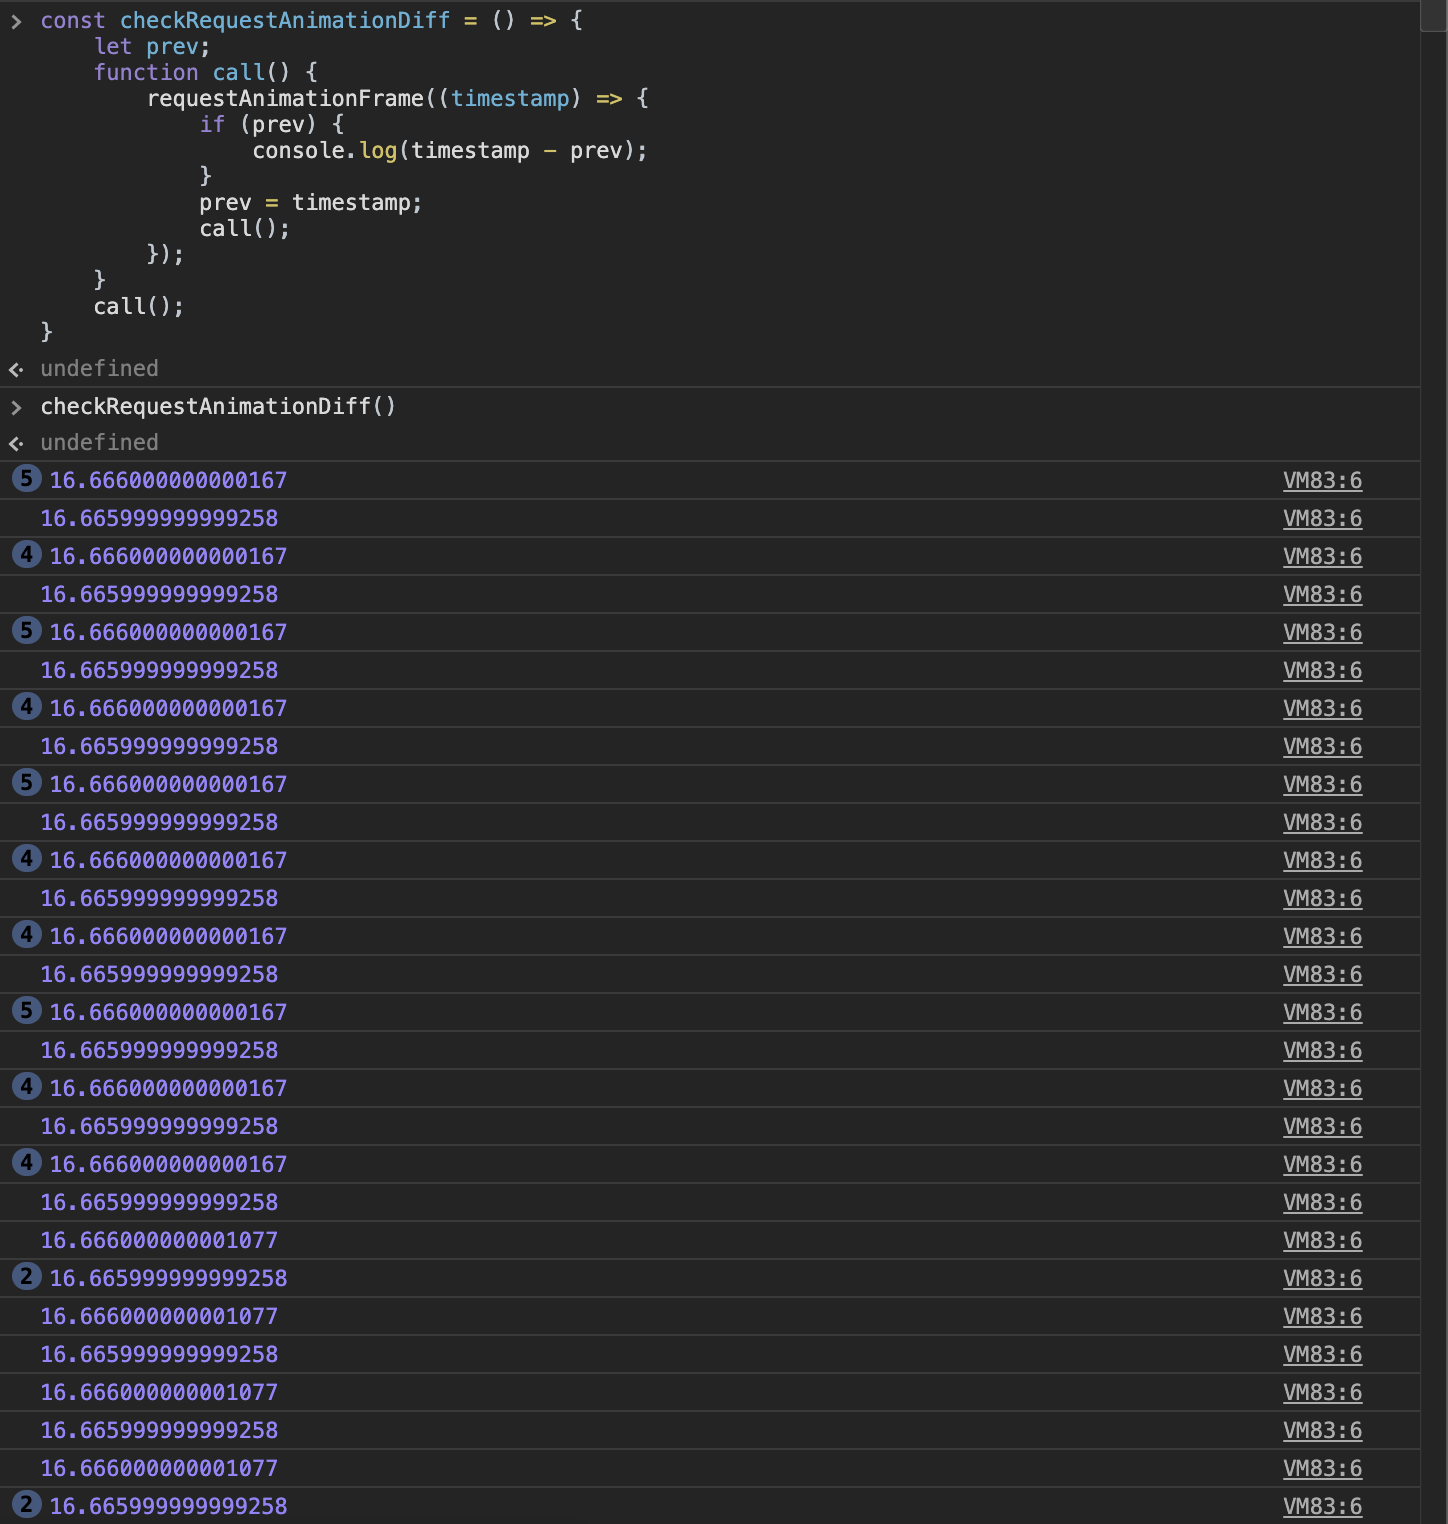 > const checkRequestAnimationDiff = () => {
let prev;
function call() {
requestAnimationFrame((timestamp) => {
if (prev) {
console.log(timestamp - prev);
}
prev = timestamp;
call();
});
}
call();
}
undefined
> checkRequestAnimationDiff()
undefined
5 16.666000000000167 VM83:6
16.665999999999258 VM83:6
4 16.666000000000167 VM83:6
16.665999999999258 VM83:6
5 16.666000000000167 VM83:6
16.665999999999258 VM83:6
4 16.666000000000167 VM83:6
16.665999999999258 VM83:6
5 16.666000000000167 VM83:6
16.665999999999258 VM83:6
4 16.666000000000167 VM83:6
16.665999999999258 VM83:6
4 16.666000000000167 VM83:6
16.665999999999258 VM83:6
5 16.666000000000167 VM83:6
16.665999999999258 VM83:6
4 16.666000000000167 VM83:6
16.665999999999258 VM83:6
4 16.666000000000167 VM83:6
16.665999999999258 VM83:6
16.666000000001077 VM83:6
2 16.665999999999258 VM83:6
16.666000000001077 VM83:6
16.665999999999258 VM83:6
16.666000000001077 VM83:6
16.665999999999258 VM83:6
16.666000000001077 VM83:6
2 16.665999999999258 VM83:6